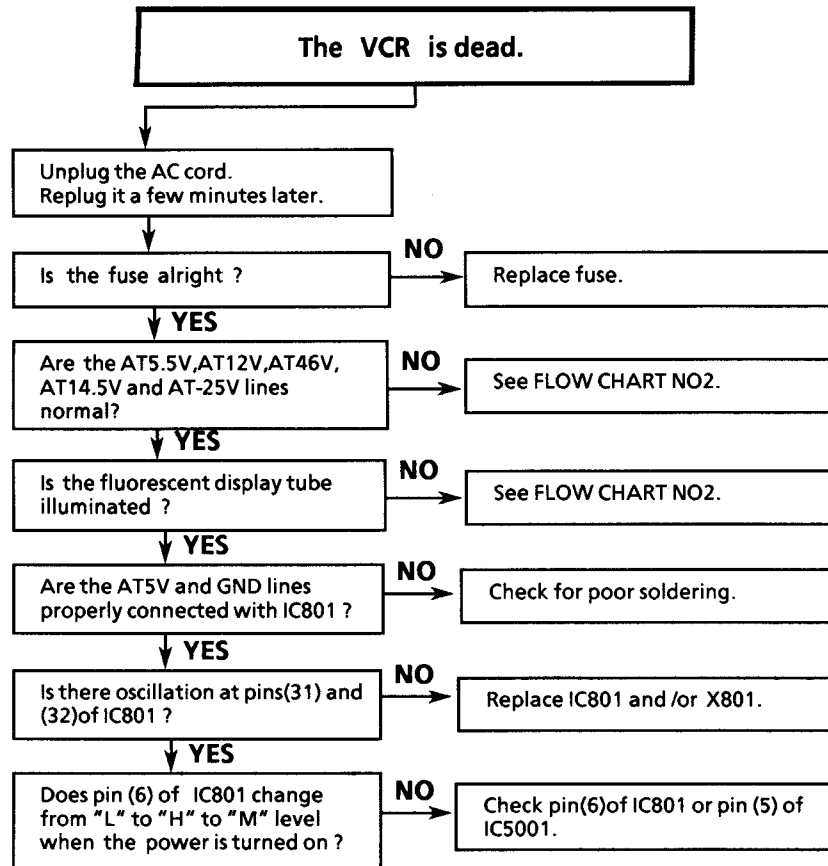 The VCR is dead.
Unplug the AC cord.
Replug it a few minutes later.
Is the fuse alright ?
NO
Replace fuse.
YES
Are the AT5.5V,AT12V,AT46V,
AT14.5V and AT-25V lines
normal?
NO
See FLOW CHART NO2.
YES
Is the fluorescent display tube
illuminated ?
NO
See FLOW CHART NO2.
YES
Are the AT5V and GND lines
properly connected with IC801 ?
NO
Check for poor soldering.
YES
Is there oscillation at pins(31) and
(32)of IC801 ?
NO
Replace IC801 and /or X801.
YES
Does pin (6) of IC801 change
from "L" to "H" to "M" level
when the power is turned on ?
NO
Check pin(6)of IC801 or pin (5) of
IC5001.